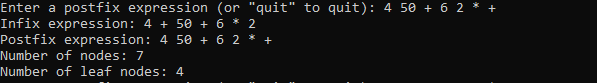 Enter a postfix expression (or "quit" to quit): 4 50 + 6 2 * +
Infix expression: 4 + 50 + 6 * 2
Postfix expression: 4 50 + 6 2 * +
Number of nodes: 7
Number of leaf nodes: 4